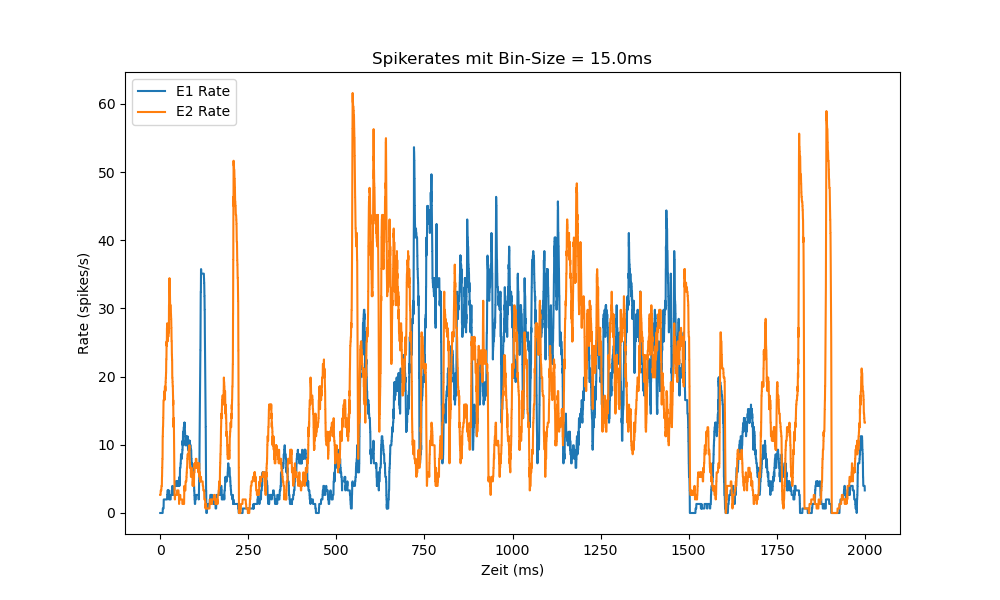 Spikerates mit Bin-Size = 15.0ms
E1 Rate
E2 Rate
60
50
40
30
20
10
0
Rate (spikes/s)
0 250 500 750 1000 1250 1500 1750 2000
Zeit (ms)